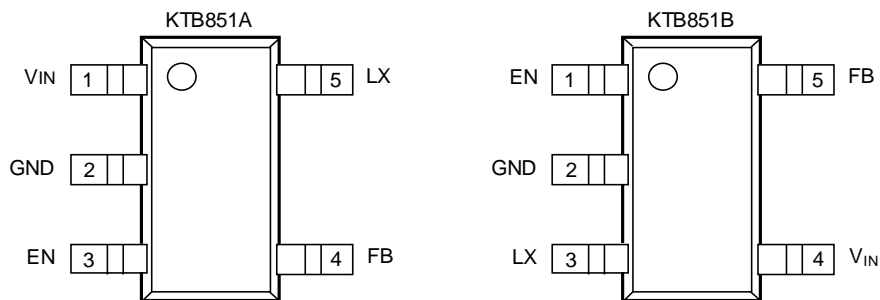 KTB851A
VIN 1 5 LX
GND 2
EN 3 4 FB
KTB851B
EN 1 5 FB
GND 2
LX 3 4 VIN